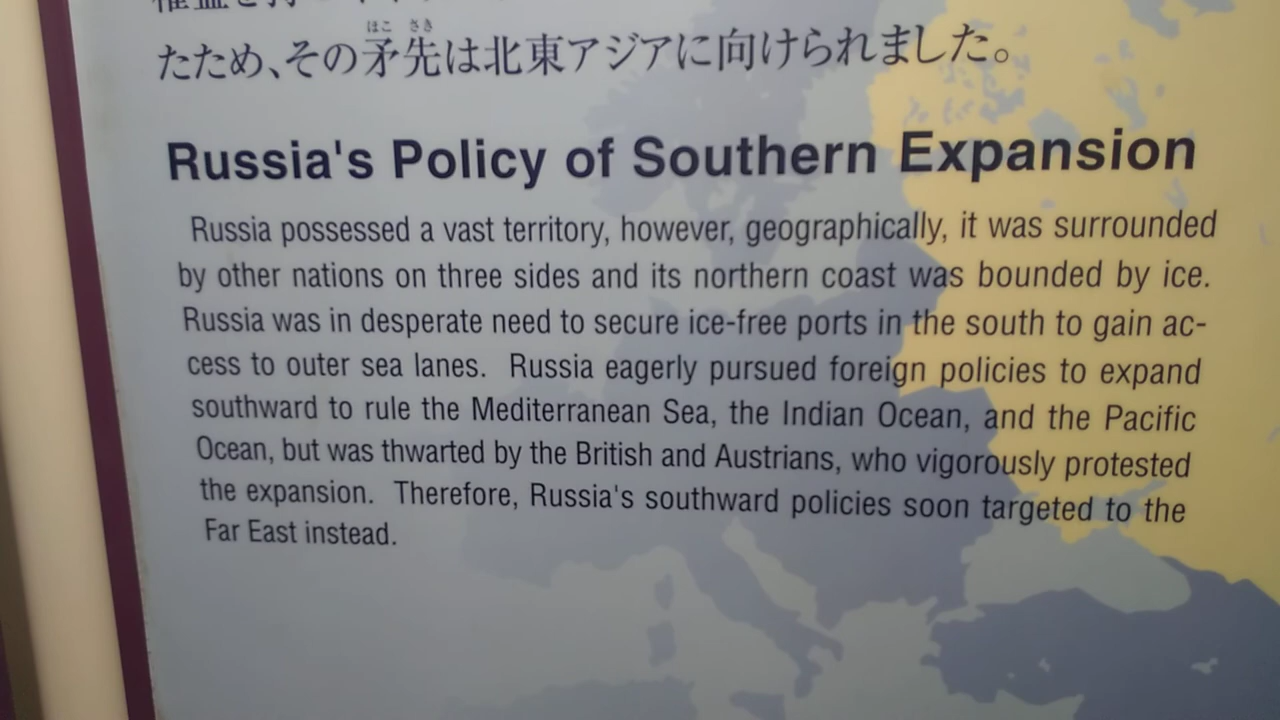 たため、その矛先は北東アジアに向けられました。
Russia's Policy of Southern Expansion
Russia possessed a vast territory, however, geographically, it was surrounded
by other nations on three sides and its northern coast was bounded by ice.
Russia was in desperate need to secure ice-free ports in the south to gain ac-
cess to outer sea lanes. Russia eagerly pursued foreign policies to expand
southward to rule the Mediterranean Sea, the Indian Ocean, and the Pacific
Ocean, but was thwarted by the British and Austrians, who vigorously protested
the expansion. Therefore, Russia's southward policies soon targeted to the
Far East instead.